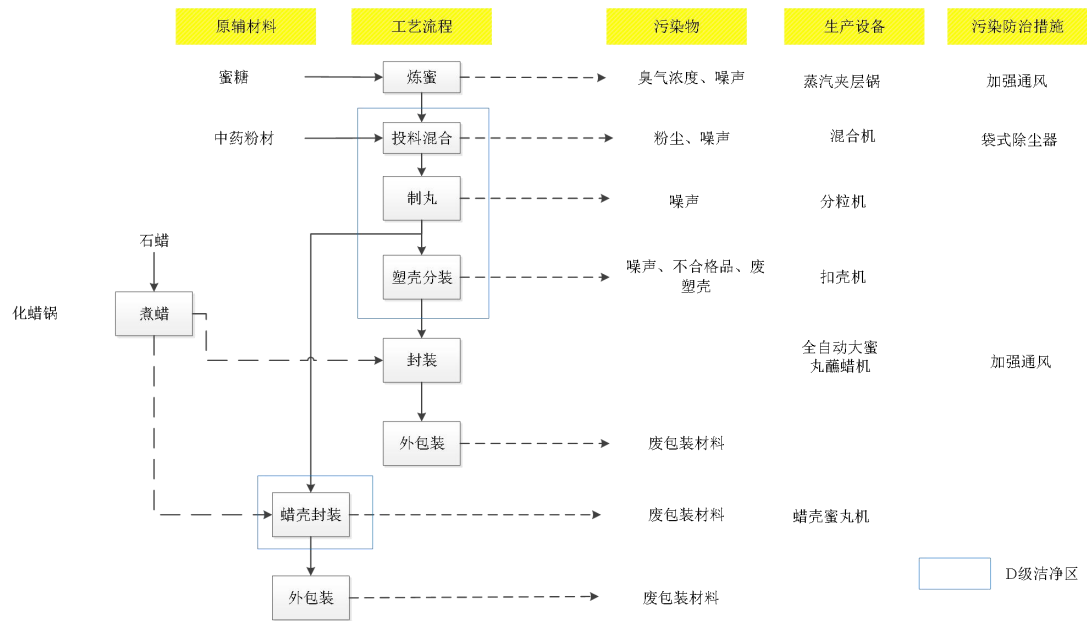 原辅材料
工艺流程
污染物
生产设备
污染防治措施
蜜糖
炼蜜
臭气浓度、噪声
蒸汽夹层锅
加强通风
中药粉材
投料混合
粉尘、噪声
混合机
袋式除尘器
制丸
噪声
分粒机
石蜡
塑壳分装
噪声、不合格品、废
塑壳
扣壳机
化蜡锅
煮蜡
封装
全自动大蜜
丸蘸蜡机
加强通风
外包装
废包装材料
蜡壳封装
废包装材料
蜡壳蜜丸机
D级洁净区
外包装
废包装材料